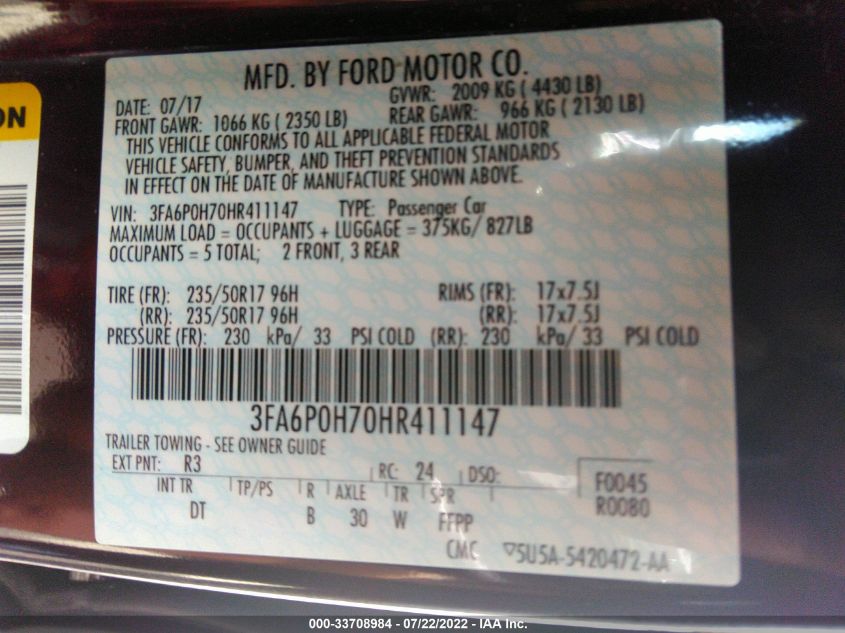 ON
MFD. BY FORD MOTOR CO.
DATE: 07/17 GVWR: 2009 KG ( 4430 LB)
FRONT GAWR: 1066 KG ( 2350 LB) REAR GAWR: 966 KG ( 2130 LB)
THIS VEHICLE CONFORMS TO ALL APPLICABLE FEDERAL MOTOR
VEHICLE SAFETY, BUMPER, AND THEFT PREVENTION STANDARDS
IN EFFECT ON THE DATE OF MANUFACTURE SHOWN ABOVE.
VIN: 3FA6P0H70HR411147 TYPE: Passenger Car
MAXIMUM LOAD = OCCUPANTS + LUGGAGE = 375KG/ 827LB
OCCUPANTS = 5 TOTAL; 2 FRONT, 3 REAR
TIRE (FR): 235/50R17 96H RIMS (FR): 17x7.5J
(RR): 235/50R17 96H (RR): 17x7.5J
PRESSURE (FR): 230 kPa/ 33 PSI COLD (RR): 230 kPa/ 33 PSI COLD
3FA6P0H70HR411147
TRAILER TOWING - SEE OWNER GUIDE
EXT PNT: R3 RC: 24 DSO: F0045
INT TR TP/PS R AXLE TR SPR R0080
DT B 30 W FFPP
CMC ▽5U5A-5420472-AA
000-33708984 - 07/22/2022 - IAA Inc.